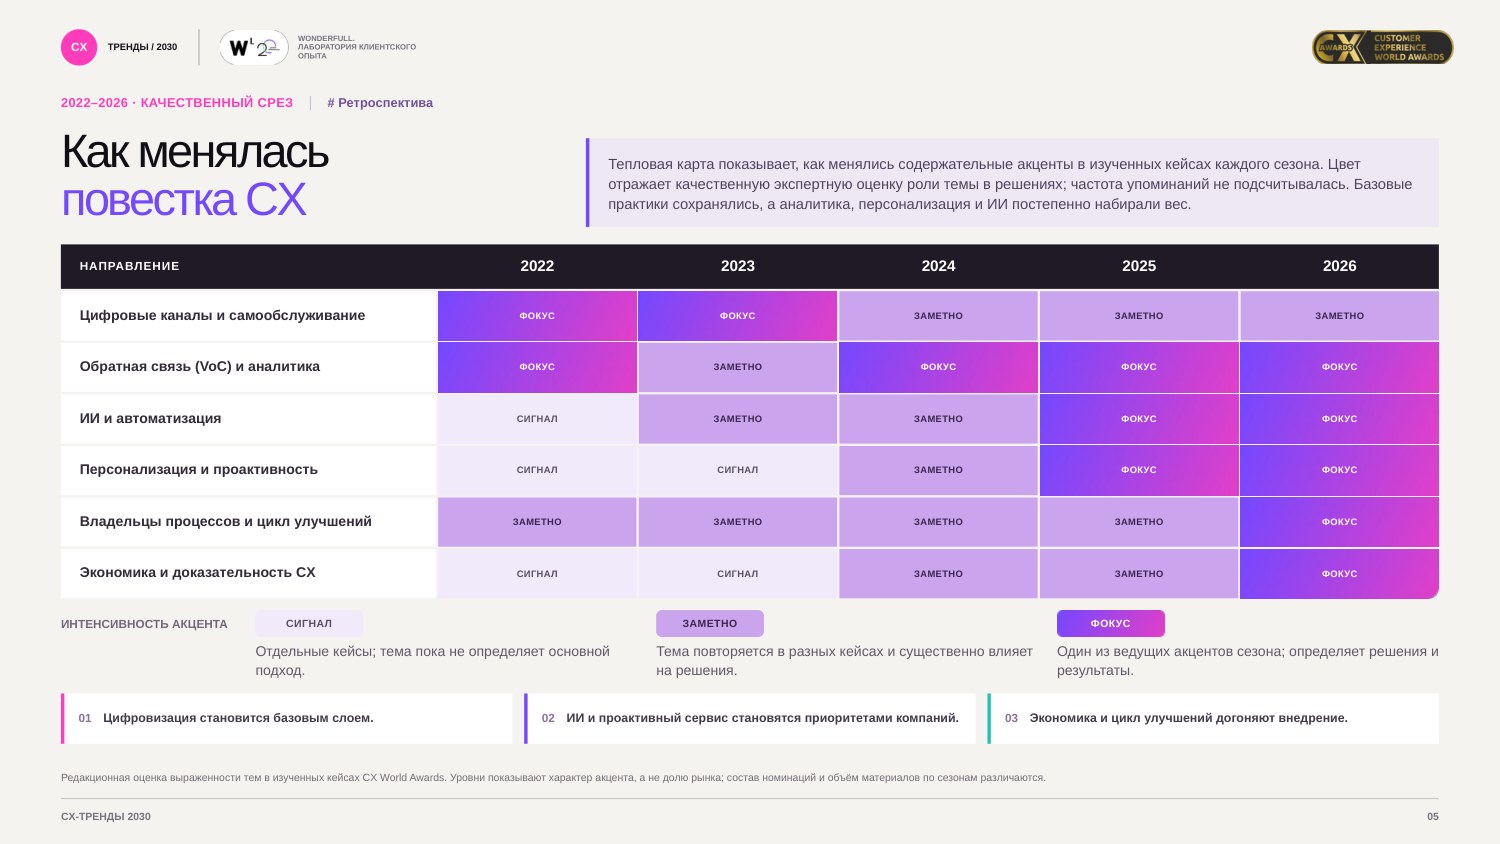 CX
ТРЕНДЫ / 2030
WL 20
WONDERFULL.
ЛАБОРАТОРИЯ КЛИЕНТСКОГО
ОПЫТА
CX AWARDS
CUSTOMER
EXPERIENCE
WORLD AWARDS
2022–2026 · КАЧЕСТВЕННЫЙ СРЕЗ | # Ретроспектива
Как менялась
повестка CX
Тепловая карта показывает, как менялись содержательные акценты в изученных кейсах каждого сезона. Цвет
отражает качественную экспертную оценку роли темы в решениях; частота упоминаний не подсчитывалась. Базовые
практики сохранялись, а аналитика, персонализация и ИИ постепенно набирали вес.
НАПРАВЛЕНИЕ 2022 2023 2024 2025 2026
Цифровые каналы и самообслуживание ФОКУС ФОКУС ЗАМЕТНО ЗАМЕТНО ЗАМЕТНО
Обратная связь (VoC) и аналитика ФОКУС ЗАМЕТНО ФОКУС ФОКУС ФОКУС
ИИ и автоматизация СИГНАЛ ЗАМЕТНО ЗАМЕТНО ФОКУС ФОКУС
Персонализация и проактивность СИГНАЛ СИГНАЛ ЗАМЕТНО ФОКУС ФОКУС
Владельцы процессов и цикл улучшений ЗАМЕТНО ЗАМЕТНО ЗАМЕТНО ЗАМЕТНО ФОКУС
Экономика и доказательность CX СИГНАЛ СИГНАЛ ЗАМЕТНО ЗАМЕТНО ФОКУС
ИНТЕНСИВНОСТЬ АКЦЕНТА
СИГНАЛ
Отдельные кейсы; тема пока не определяет основной
подход.
ЗАМЕТНО
Тема повторяется в разных кейсах и существенно влияет
на решения.
ФОКУС
Один из ведущих акцентов сезона; определяет решения и
результаты.
01 Цифровизация становится базовым слоем.
02 ИИ и проактивный сервис становятся приоритетами компаний.
03 Экономика и цикл улучшений догоняют внедрение.
Редакционная оценка выраженности тем в изученных кейсах CX World Awards. Уровни показывают характер акцента, а не долю рынка; состав номинаций и объём материалов по сезонам различаются.
CX-ТРЕНДЫ 2030
05